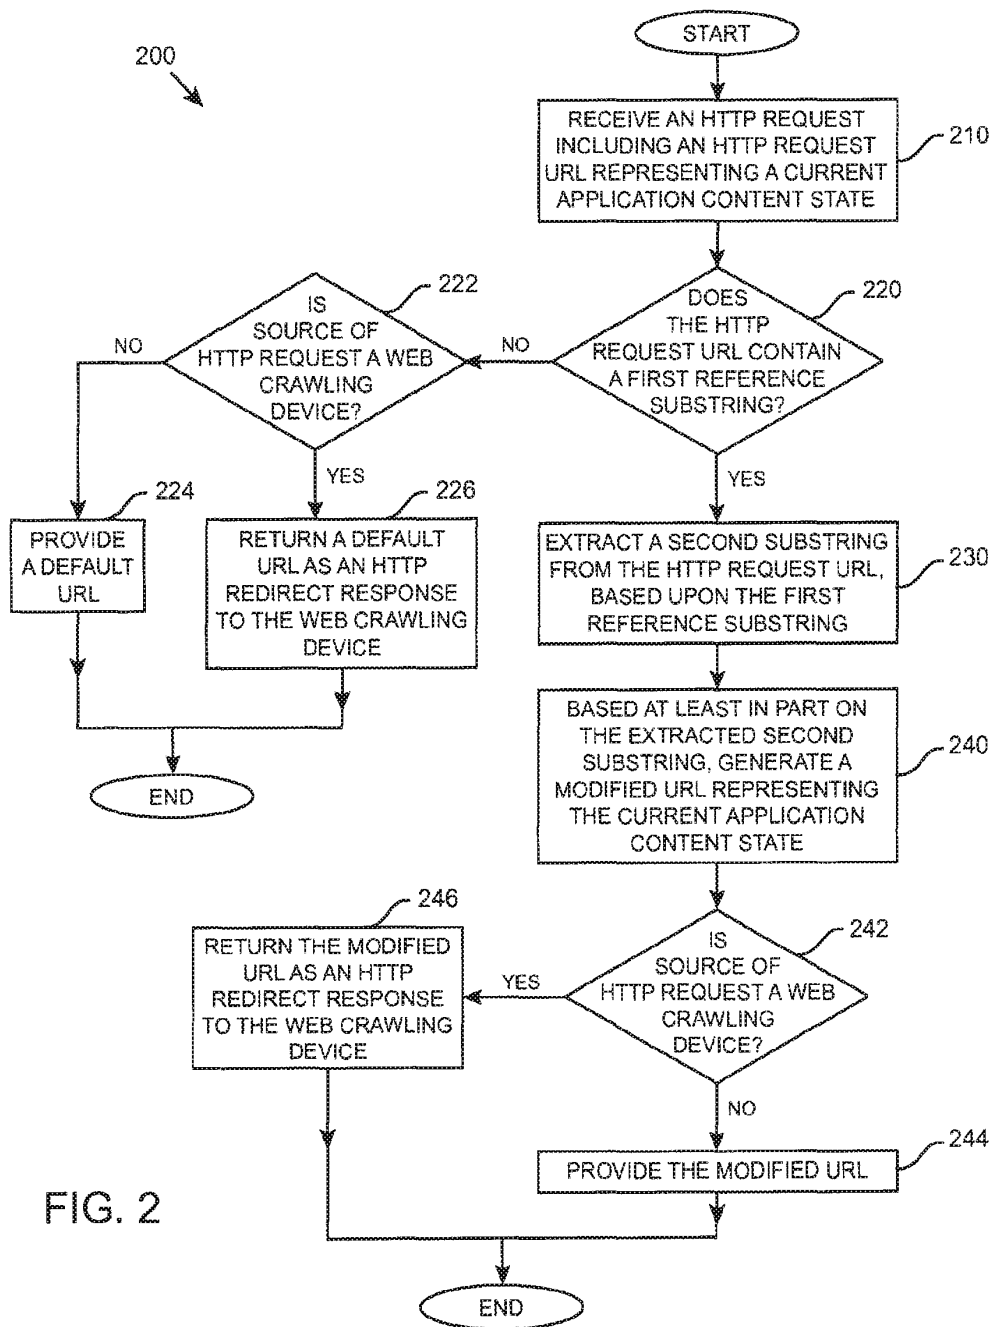 START
200
RECEIVE AN HTTP REQUEST
INCLUDING AN HTTP REQUEST
URL REPRESENTING A CURRENT
APPLICATION CONTENT STATE
210
DOES
THE HTTP
REQUEST URL CONTAIN
A FIRST REFERENCE
SUBSTRING?
220
NO
YES
IS
SOURCE OF
HTTP REQUEST A WEB
CRAWLING
DEVICE?
222
NO
YES
PROVIDE
A DEFAULT
URL
224
RETURN A DEFAULT
URL AS AN HTTP
REDIRECT RESPONSE
TO THE WEB CRAWLING
DEVICE
226
END
EXTRACT A SECOND SUBSTRING
FROM THE HTTP REQUEST URL,
BASED UPON THE FIRST
REFERENCE SUBSTRING
230
BASED AT LEAST IN PART ON
THE EXTRACTED SECOND
SUBSTRING, GENERATE A
MODIFIED URL REPRESENTING
THE CURRENT APPLICATION
CONTENT STATE
240
IS
SOURCE OF
HTTP REQUEST A WEB
CRAWLING
DEVICE?
242
YES
NO
RETURN THE MODIFIED
URL AS AN HTTP
REDIRECT RESPONSE
TO THE WEB CRAWLING
DEVICE
246
PROVIDE THE MODIFIED URL
244
END
FIG. 2